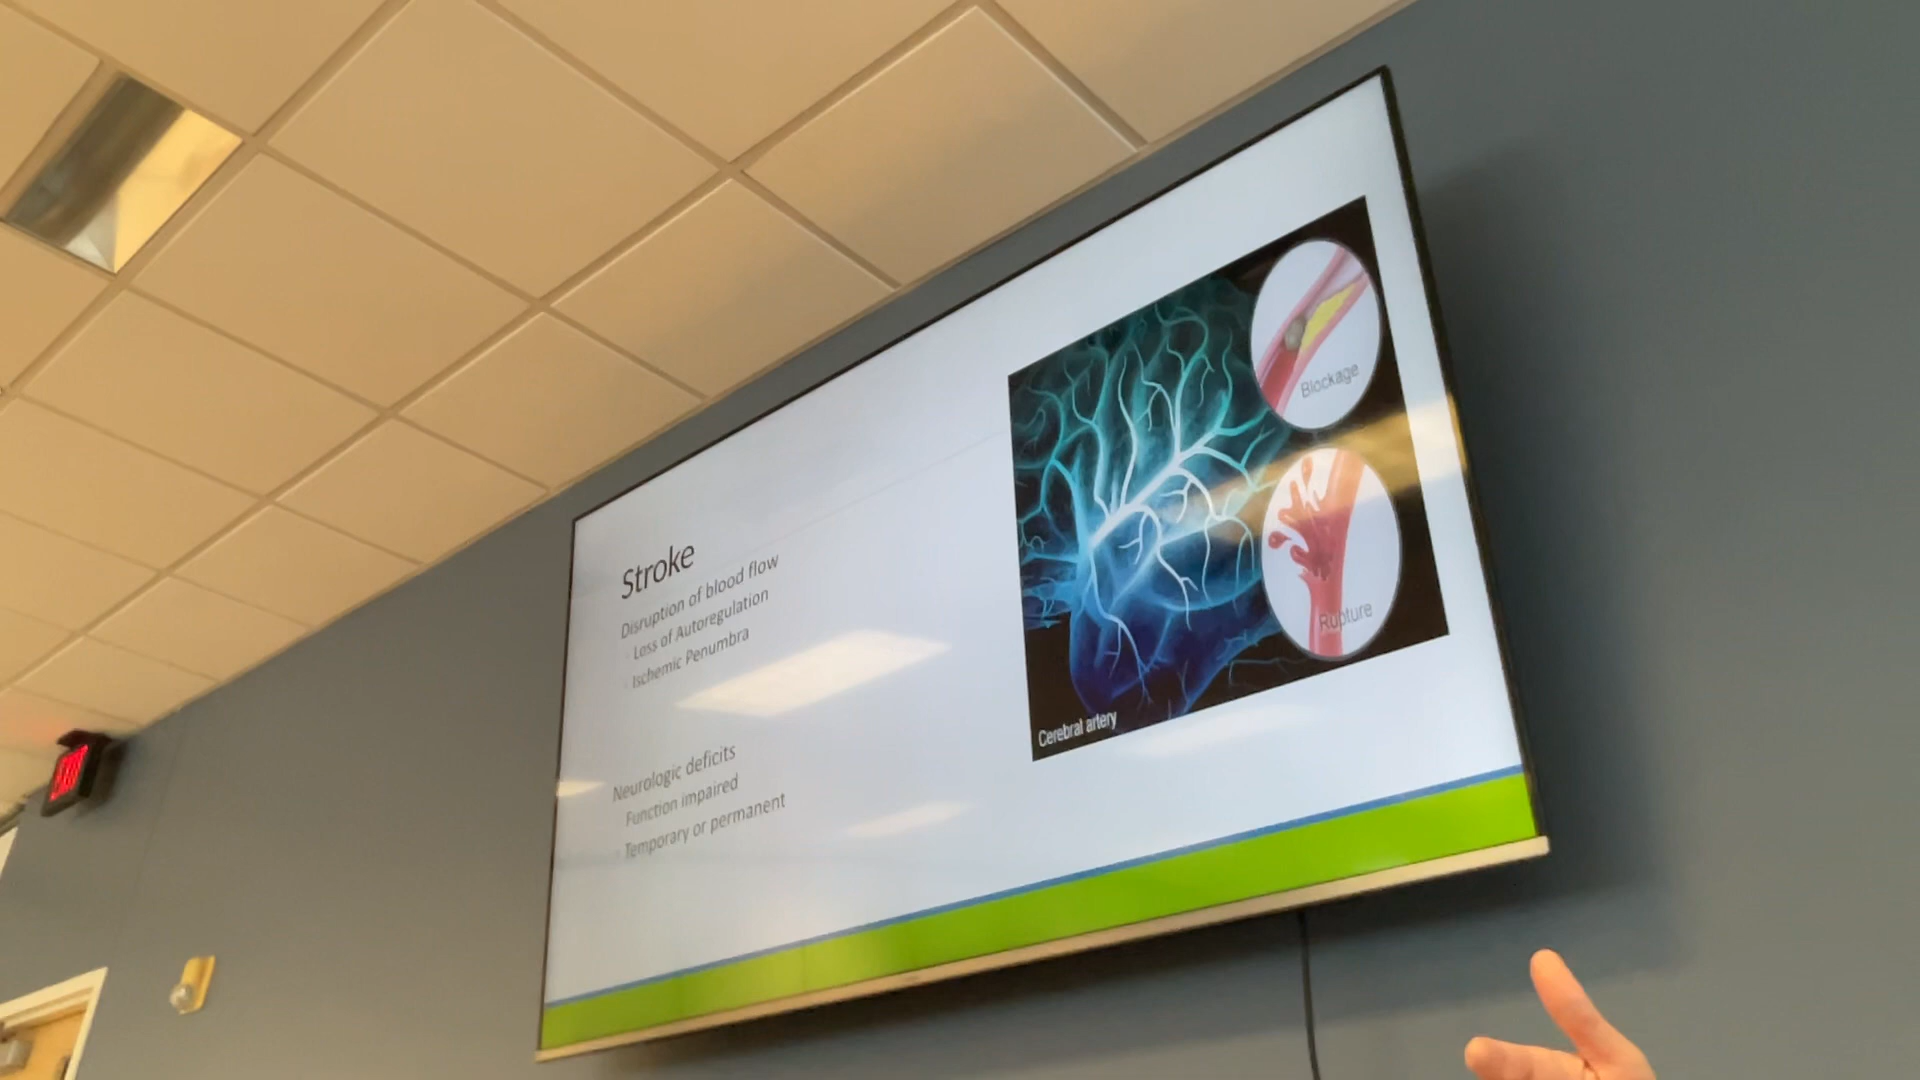 Stroke
Disruption of blood flow
Loss of Autoregulation
Ischemic Penumbra
Neurologic deficits
Function impaired
Temporary or permanent
Blockage
Rupture
Cerebral artery